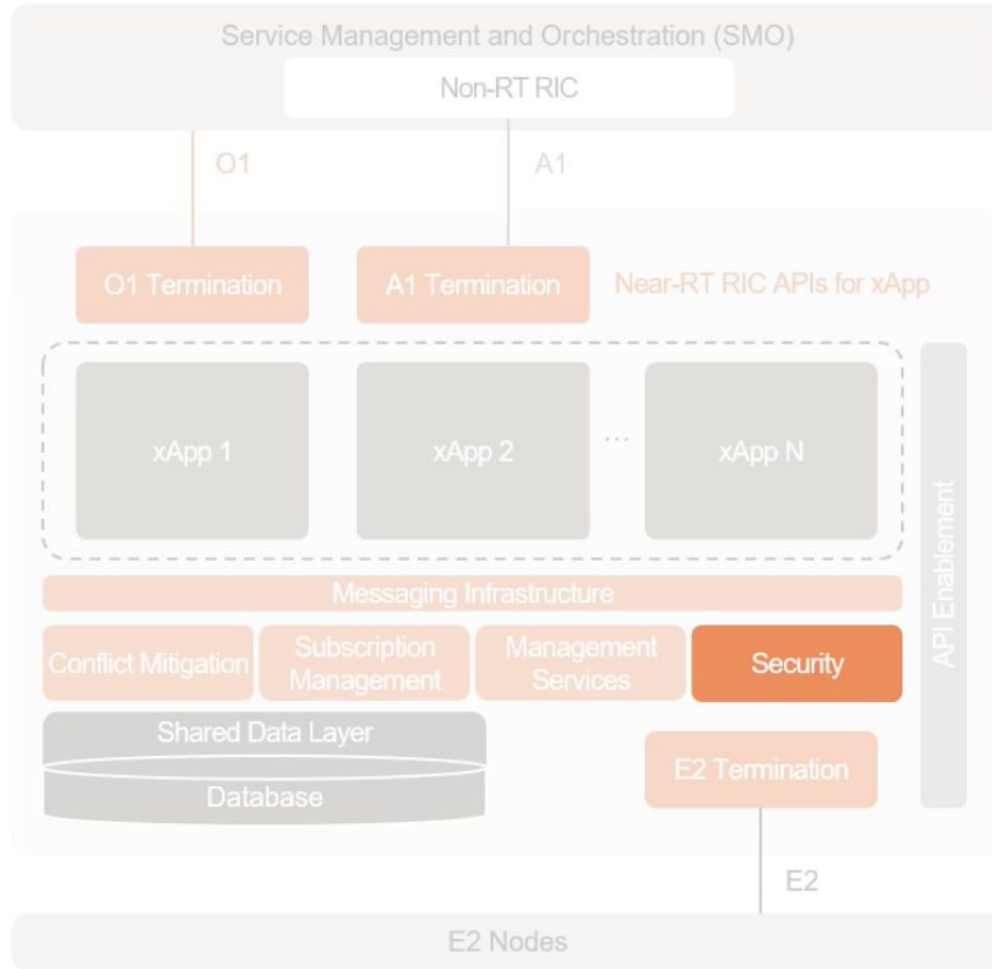 Service Management and Orchestration (SMO)
Non-RT RIC
O1
A1
O1 Termination
A1 Termination
Near-RT RIC APIs for xApp
xApp 1
xApp 2
...
xApp N
API Enablement
Messaging Infrastructure
Conflict Mitigation
Subscription
Management
Management
Services
Security
Shared Data Layer
Database
E2 Termination
E2
E2 Nodes